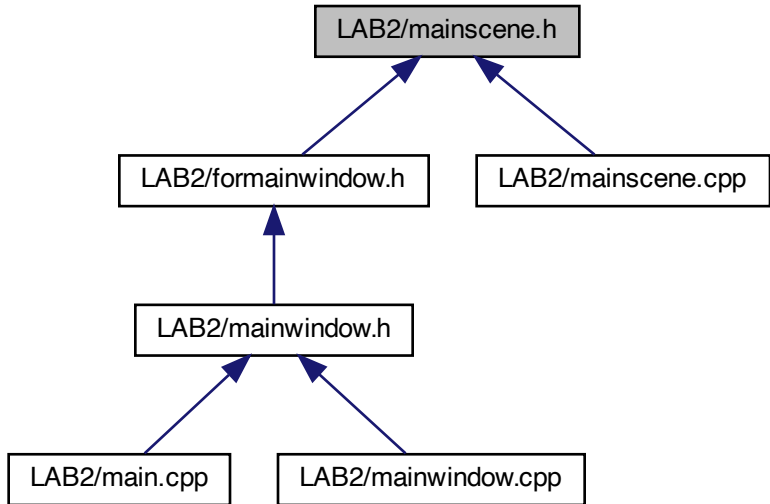 LAB2/mainscene.h
LAB2/formainwindow.h
LAB2/mainscene.cpp
LAB2/mainwindow.h
LAB2/main.cpp
LAB2/mainwindow.cpp